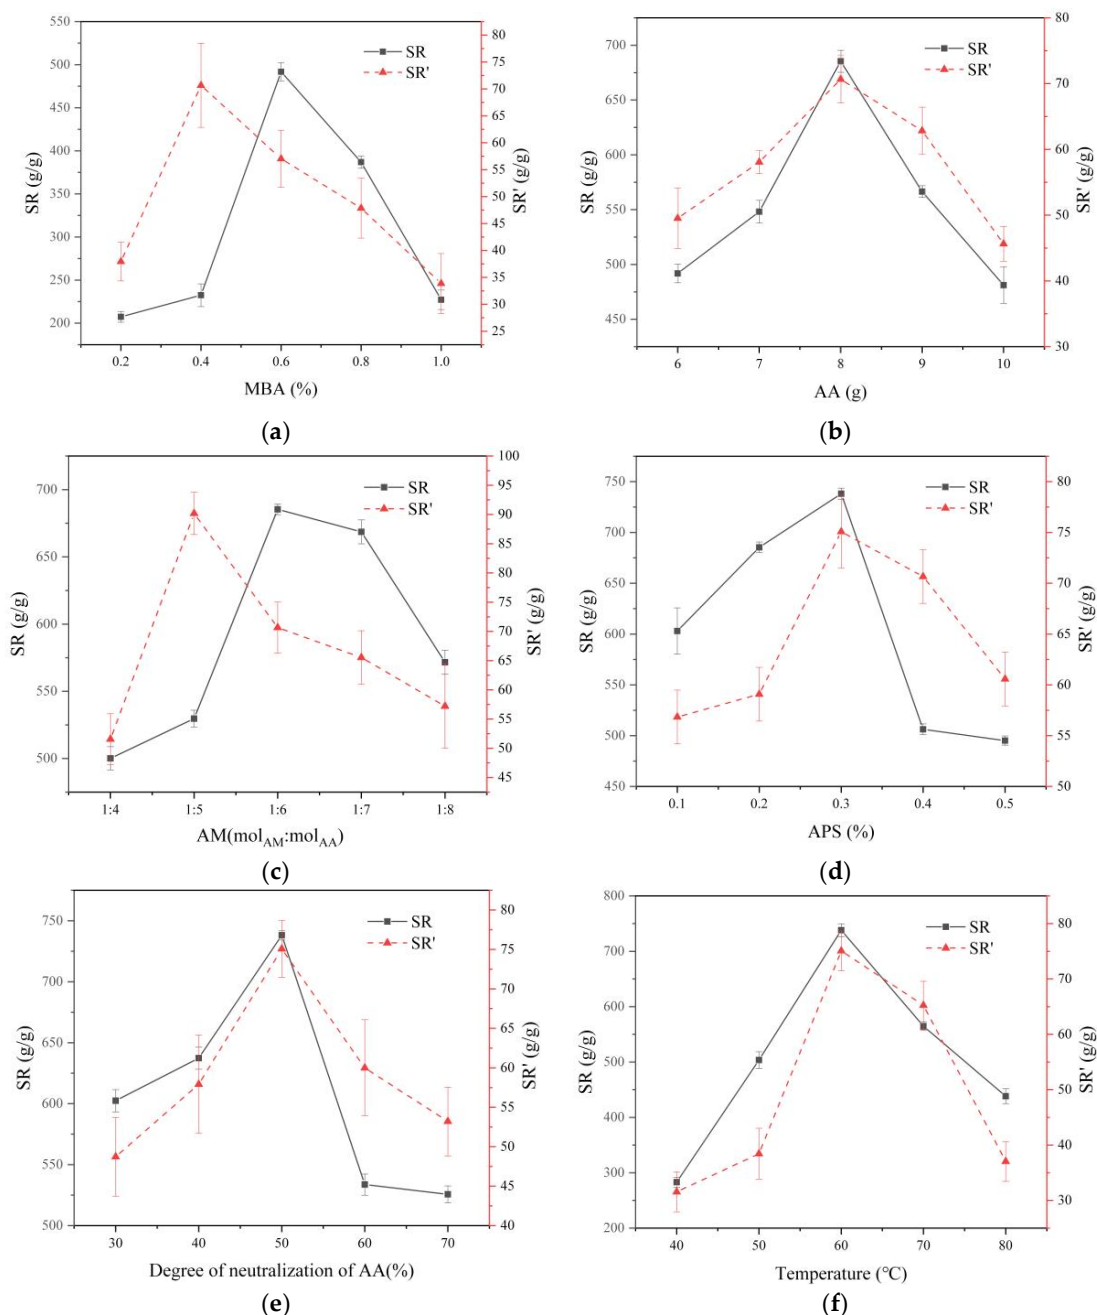 550
500
450
400
350
300
250
200
SR (g/g)
80
75
70
65
60
55
50
45
40
35
30
25
SR' (g/g)
SR
SR'
0.2 0.4 0.6 0.8 1.0
MBA (%)
(a)
700
650
600
550
500
450
SR (g/g)
80
70
60
50
40
30
SR' (g/g)
SR
SR'
6 7 8 9 10
AA (g)
(b)
700
650
600
550
500
SR (g/g)
100
95
90
85
80
75
70
65
60
55
50
45
SR' (g/g)
SR
SR'
1:4 1:5 1:6 1:7 1:8
AM(molAM:molAA)
(c)
750
700
650
600
550
500
450
SR (g/g)
80
75
70
65
60
55
50
SR' (g/g)
SR
SR'
0.1 0.2 0.3 0.4 0.5
APS (%)
(d)
750
700
650
600
550
500
SR (g/g)
80
75
70
65
60
55
50
45
40
SR' (g/g)
SR
SR'
30 40 50 60 70
Degree of neutralization of AA(%)
(e)
800
700
600
500
400
300
200
SR (g/g)
80
70
60
50
40
30
SR' (g/g)
SR
SR'
40 50 60 70 80
Temperature (℃)
(f)